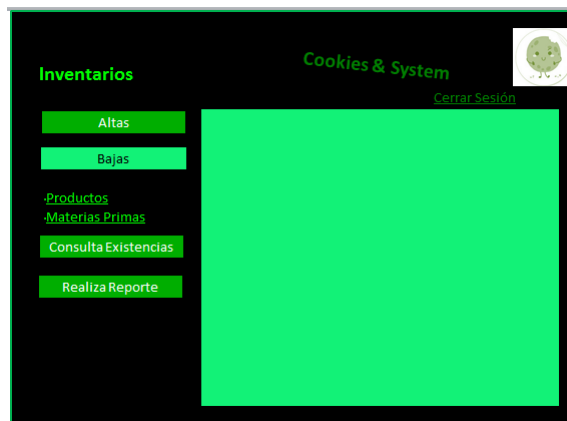 Cookies & System
Inventarios
Cerrar Sesión
Altas
Bajas
·Productos
·Materias Primas
Consulta Existencias
Realiza Reporte